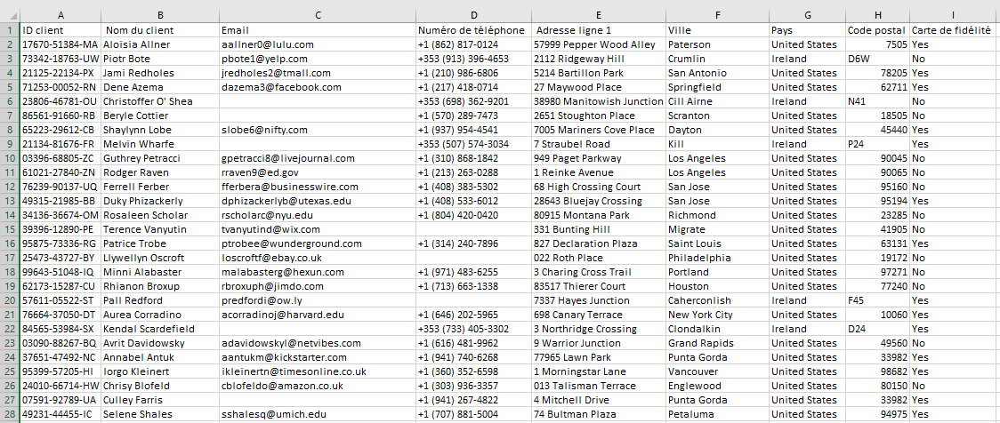 A B C D E F G H I
1 ID client Nom du client Email Numéro de téléphone Adresse ligne 1 Ville Pays Code postal Carte de fidélité
2 17670-51384-MA Aloisia Allner aallner0@lulu.com +1 (862) 817-0124 57999 Pepper Wood Alley Paterson United States 7505 Yes
3 73342-18763-UW Piotr Bote pbote1@yelp.com +353 (913) 396-4653 2112 Ridgeway Hill Crumlin Ireland D6W No
4 21125-22134-PX Jami Redholes jredholes2@tmall.com +1 (210) 986-6806 5214 Bartillon Park San Antonio United States 78205 Yes
5 71253-00052-RN Dene Azema dazema3@facebook.com +1 (217) 418-0714 27 Maywood Place Springfield United States 62711 Yes
6 23806-46781-OU Christoffer O' Shea +353 (698) 362-9201 38980 Manitowish Junction Cill Airne Ireland N41 No
7 86561-91660-RB Beryle Cottier +1 (570) 289-7473 2651 Stoughton Place Scranton United States 18505 No
8 65223-29612-CB Shaylynn Lobe slobe6@nifty.com +1 (937) 954-4541 7005 Mariners Cove Place Dayton United States 45440 Yes
9 21134-81676-FR Melvin Wharfe +353 (507) 574-3034 7 Straubel Road Kill Ireland P24 Yes
10 03396-68805-ZC Guthrey Petracci gpetracci8@livejournal.com +1 (310) 868-1842 949 Paget Parkway Los Angeles United States 90045 No
11 61021-27840-ZN Rodger Raven rraven9@ed.gov +1 (213) 263-0288 1 Reinke Avenue Los Angeles United States 90065 No
12 76239-90137-UQ Ferrell Ferber fferbera@businesswire.com +1 (408) 383-5302 68 High Crossing Court San Jose United States 95160 No
13 49315-21985-BB Duky Phizackerly dphizackerlyb@utexas.edu +1 (408) 533-6012 28643 Bluejay Crossing San Jose United States 95194 Yes
14 34136-36674-OM Rosaleen Scholar rscholarc@nyu.edu +1 (804) 420-0420 80915 Montana Park Richmond United States 23285 No
15 39396-12890-PE Terence Vanyutin tvanyutind@wix.com 331 Bunting Hill Migrate United States 41905 No
16 95875-73336-RG Patrice Trobe ptrobee@wunderground.com +1 (314) 240-7896 827 Declaration Plaza Saint Louis United States 63131 Yes
17 25473-43727-BY Llywellyn Oscroft loscroftf@ebay.co.uk 022 Roth Place Philadelphia United States 19172 No
18 99643-51048-IQ Minni Alabaster malabasterg@hexun.com +1 (971) 483-6255 3 Charing Cross Trail Portland United States 97271 No
19 62173-15287-CU Rhianon Broxup rbroxuph@jimdo.com +1 (713) 663-1338 83517 Thierer Court Houston United States 77240 No
20 57611-05522-ST Pall Redford predfordi@ow.ly 7337 Hayes Junction Caherconlish Ireland F45 Yes
21 76664-37050-DT Aurea Corradino acorradinoj@harvard.edu +1 (646) 202-5965 698 Canary Terrace New York City United States 10060 Yes
22 84565-53984-SX Kendal Scardefield +353 (733) 405-3302 3 Northridge Crossing Clondalkin Ireland D24 Yes
23 03090-88267-BQ Avrit Davidowsky adavidowskyl@netvibes.com +1 (616) 481-9962 9 Warrior Junction Grand Rapids United States 49560 No
24 37651-47492-NC Annabel Antuk aantukm@kickstarter.com +1 (941) 740-6268 77965 Lawn Park Punta Gorda United States 33982 Yes
25 95399-57205-HI Iorgo Kleinert ikleinertn@timesonline.co.uk +1 (360) 352-6598 1 Morningstar Lane Vancouver United States 98682 Yes
26 24010-66714-HW Chrisy Blofeld cblofeldo@amazon.co.uk +1 (303) 936-3357 013 Talisman Terrace Englewood United States 80150 No
27 07591-92789-UA Culley Farris +1 (941) 267-4822 4 Mitchell Drive Punta Gorda United States 33982 Yes
28 49231-44455-IC Selene Shales sshalesq@umich.edu +1 (707) 881-5004 74 Bultman Plaza Petaluma United States 94975 Yes